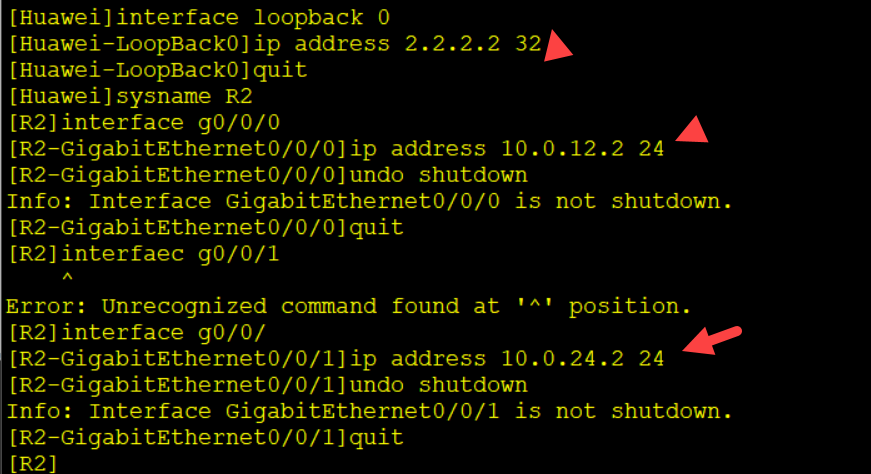 [Huawei]interface loopback 0
[Huawei-LoopBack0]ip address 2.2.2.2 32
[Huawei-LoopBack0]quit
[Huawei]sysname R2
[R2]interface g0/0/0
[R2-GigabitEthernet0/0/0]ip address 10.0.12.2 24
[R2-GigabitEthernet0/0/0]undo shutdown
Info: Interface GigabitEthernet0/0/0 is not shutdown.
[R2-GigabitEthernet0/0/0]quit
[R2]interfaec g0/0/1
^
Error: Unrecognized command found at '^' position.
[R2]interface g0/0/
[R2-GigabitEthernet0/0/1]ip address 10.0.24.2 24
[R2-GigabitEthernet0/0/1]undo shutdown
Info: Interface GigabitEthernet0/0/1 is not shutdown.
[R2-GigabitEthernet0/0/1]quit
[R2]